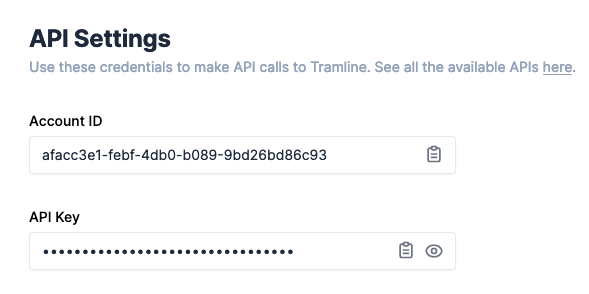 API Settings
Use these credentials to make API calls to Tramline. See all the available APIs here.
Account ID
afacc3e1-febf-4db0-b089-9bd26bd86c93
API Key
••••••••••••••••••••••••••••••••